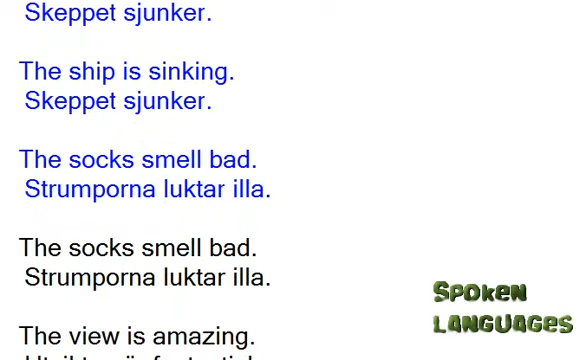 Skeppet sjunker.
The ship is sinking.
Skeppet sjunker.
The socks smell bad.
Strumporna luktar illa.
The socks smell bad.
Strumporna luktar illa.
The view is amazing.
SPOKEN
LANGUAGES